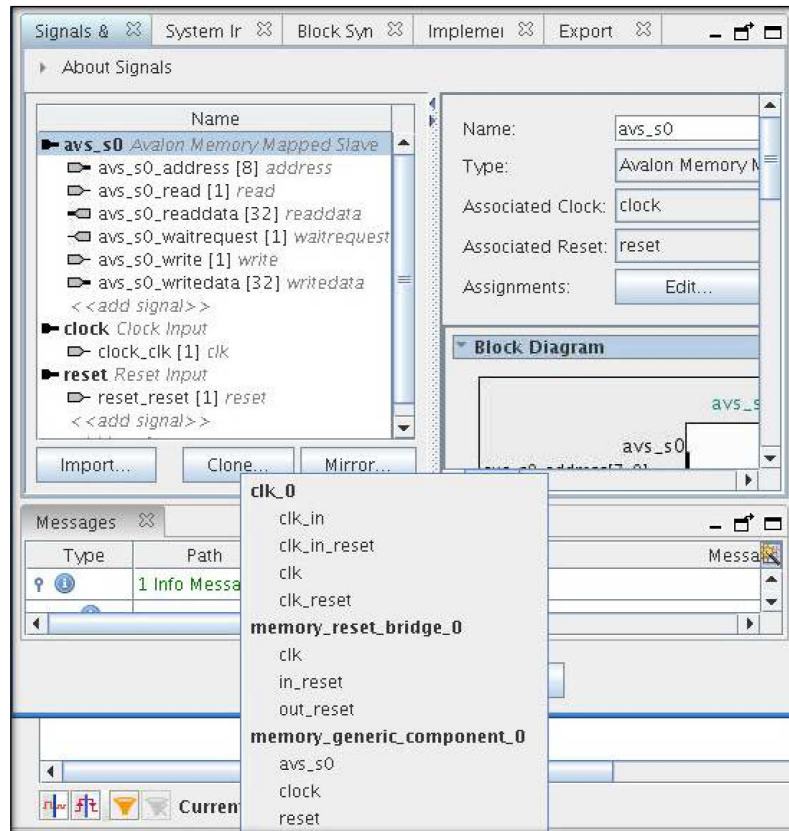 Signals & System Ir Block Syn Implemei Export
About Signals
Name
avs_s0 Avalon Memory Mapped Slave
avs_s0_address [8] address
avs_s0_read [1] read
avs_s0_readdata [32] readdata
avs_s0_waitrequest [1] waitrequest
avs_s0_write [1] write
avs_s0_writedata [32] writedata
<<add signal>>
clock Clock Input
clock_clk [1] clk
reset Reset Input
reset_reset [1] reset
<<add signal>>
Import... Clone... Mirror...
Name: avs_s0
Type: Avalon Memory M
Associated Clock: clock
Associated Reset: reset
Assignments: Edit...
Block Diagram
avs_s
avs_s0
avs_s0_address[7..0]
clk_0
clk_in
clk_in_reset
clk
clk_reset
memory_reset_bridge_0
clk
in_reset
out_reset
memory_generic_component_0
avs_s0
clock
reset
Messages
Type Path Messa
1 Info Messa
Curren